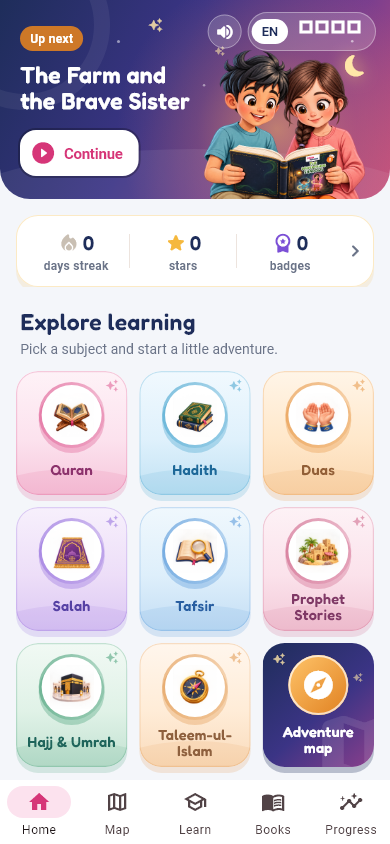 Up next
EN
The Farm and
the Brave Sister
Continue
0
days streak
0
stars
0
badges
Explore learning
Pick a subject and start a little adventure.
Quran
Hadith
Duas
Salah
Tafsir
Prophet
Stories
Hajj & Umrah
Taleem-ul-
Islam
Adventure
map
Home
Map
Learn
Books
Progress